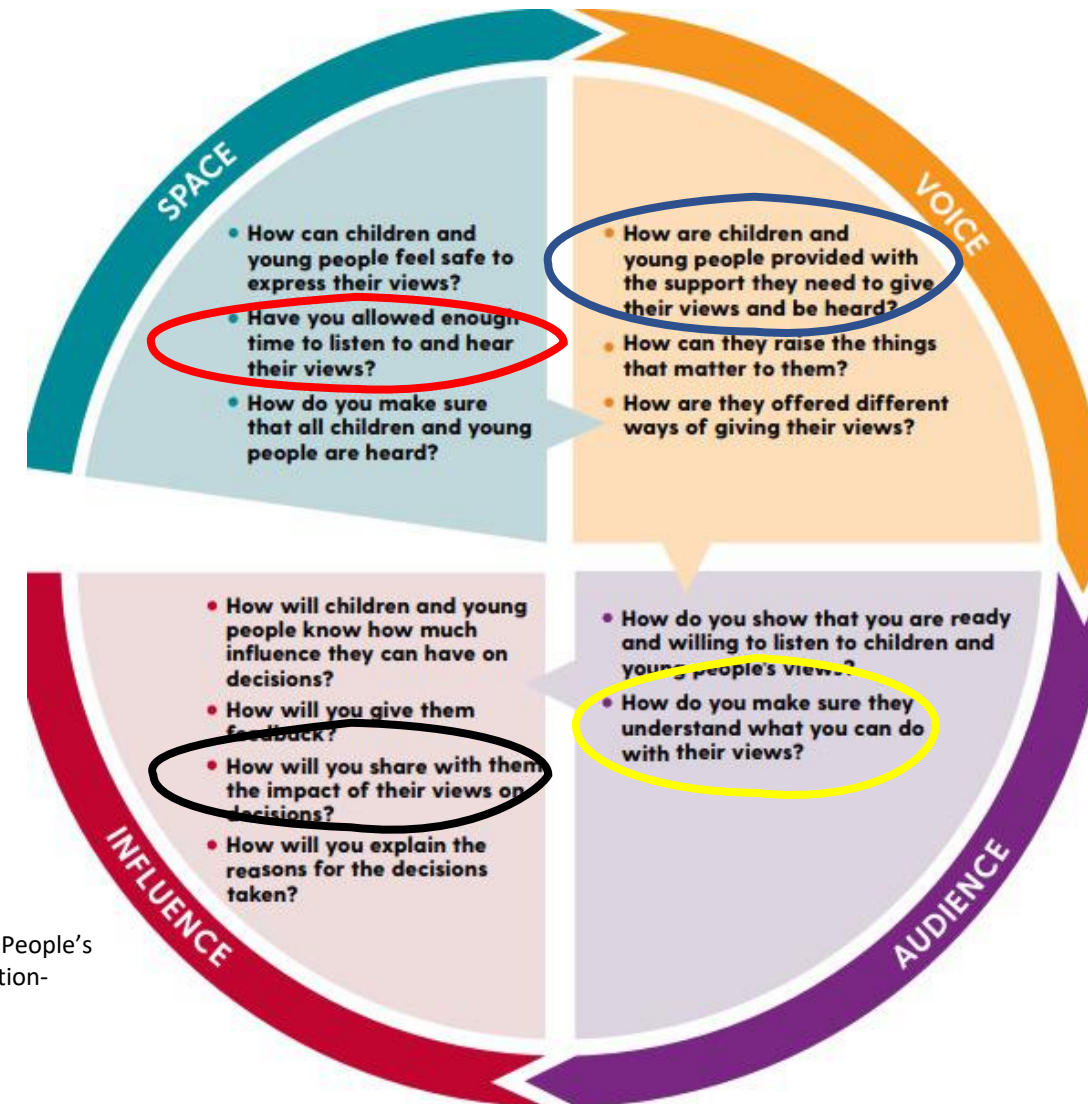 SPACE
• How can children and
young people feel safe to
express their views?
• Have you allowed enough
time to listen to and hear
their views?
• How do you make sure
that all children and young
people are heard?
VOICE
• How are children and
young people provided with
the support they need to give
their views and be heard?
• How can they raise the things
that matter to them?
• How are they offered different
ways of giving their views?
AUDIENCE
• How do you show that you are ready
and willing to listen to children and
young people's views?
• How do you make sure they
understand what you can do
with their views?
INFLUENCE
• How will children and young
people know how much
influence they can have on
decisions?
• How will you give them
feedback?
• How will you share with them
the impact of their views on
decisions?
• How will you explain the
reasons for the decisions
taken?
People's
tion-